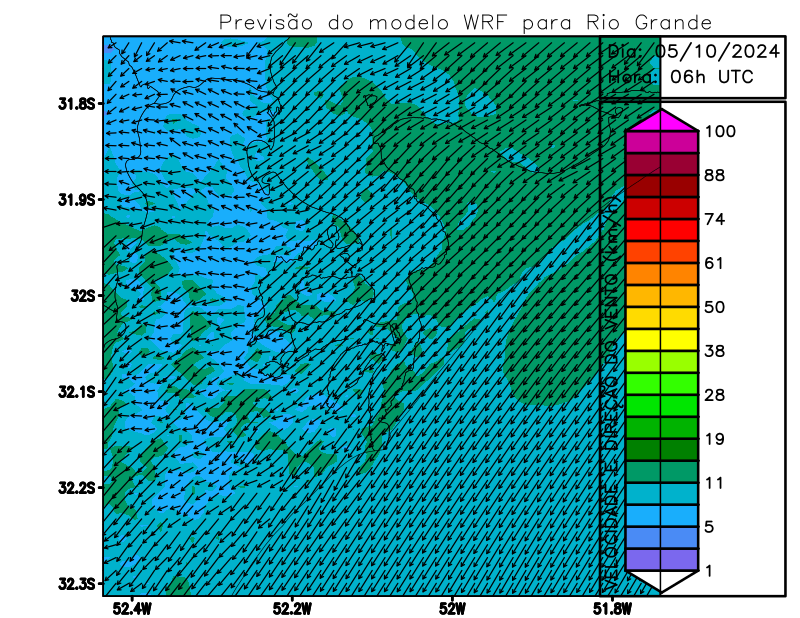 Previsão do modelo WRF para Rio Grande
Dia: 05/10/2024
Hora: 06h UTC
31.8S
31.9S
32S
32.1S
32.2S
32.3S
52.4W
52.2W
52W
51.8W
VELOCIDADE E DIREÇÃO DO VENTO (km/h)
100
88
74
61
50
38
28
19
11
5
1